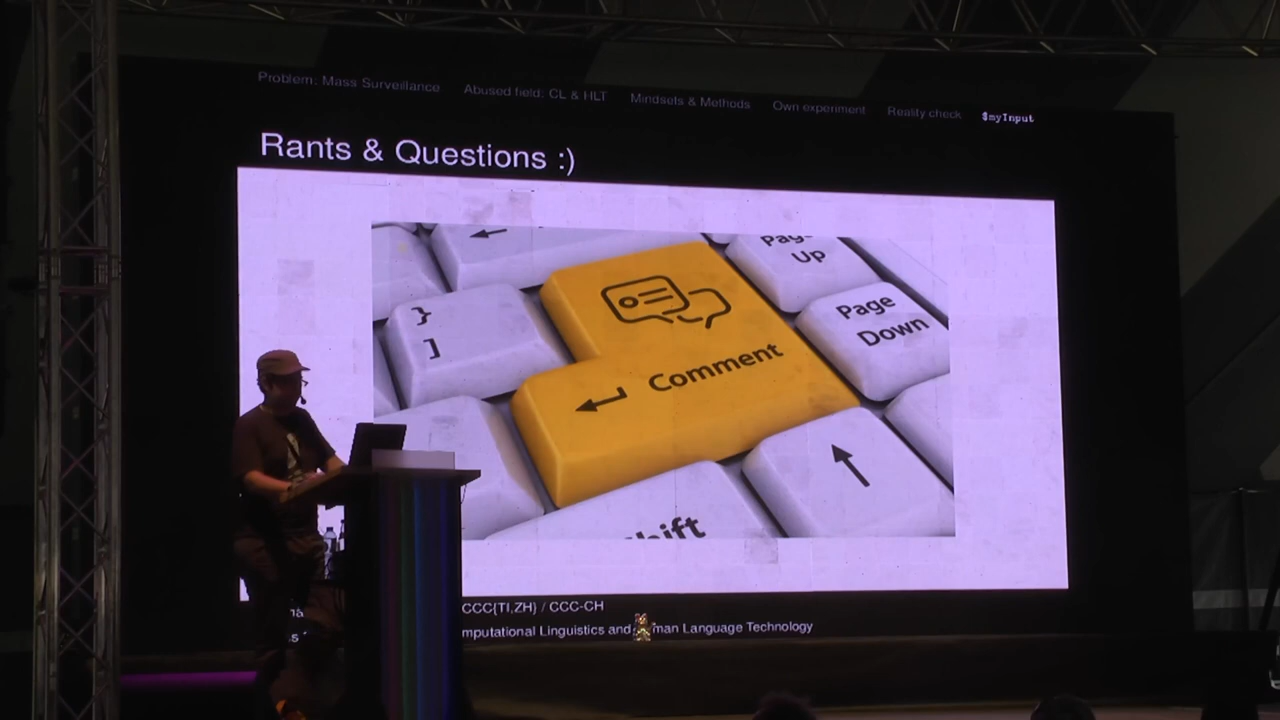 Problem: Mass Surveillance Abused field: CL & HLT Mindsets & Methods Own experiment Reality check $myInput
Rants & Questions :)
Page Up
}
]
Page Down
Comment
hift
CCC{TI,ZH} / CCC-CH
mputational Linguistics and man Language Technology